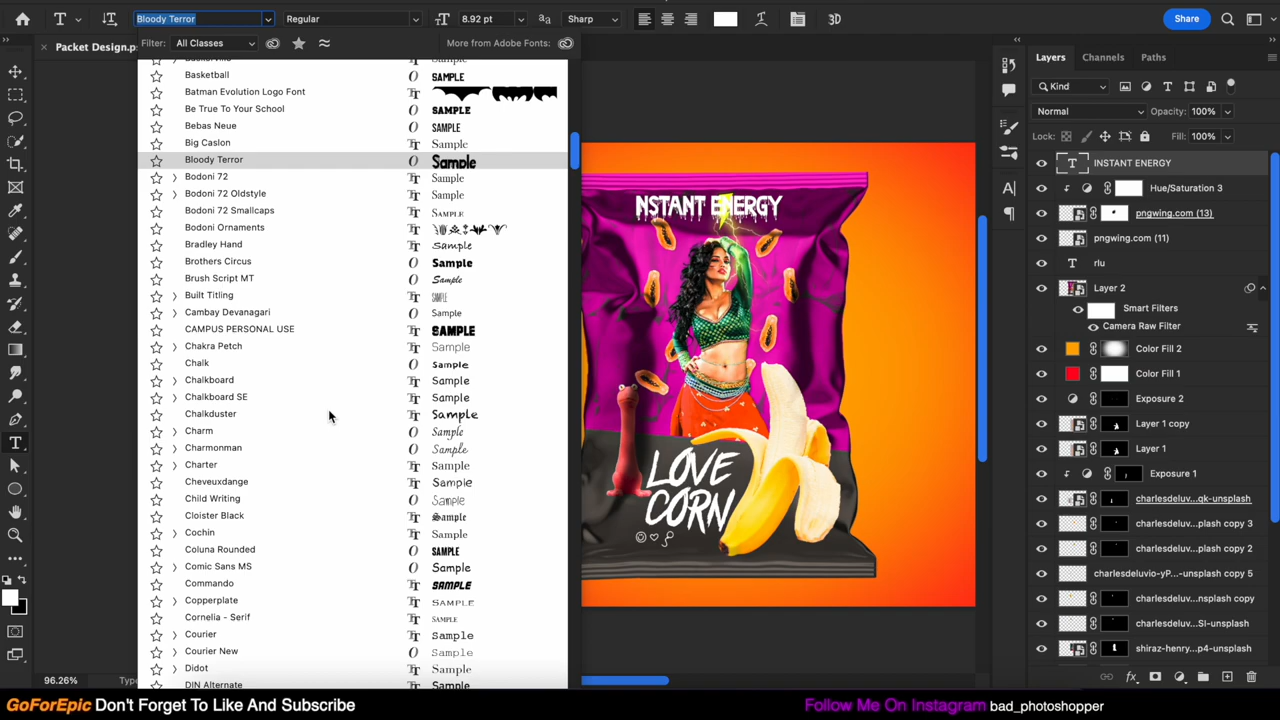 Bloody Terror Regular 8.92 pt Sharp 3D Share
Packet Design.ps Filter: All Classes More from Adobe Fonts: Layers Channels Paths
Basketball SAMPLE
Batman Evolution Logo Font
Be True To Your School SAMPLE
Bebas Neue SAMPLE
Big Caslon Sample
Bloody Terror Sample
Bodoni 72 Sample
Bodoni 72 Oldstyle Sample
Bodoni 72 Smallcaps SAMPLE
Bodoni Ornaments
Bradley Hand Sample
Brothers Circus Sample
Brush Script MT Sample
Built Titling SAMPLE
Cambay Devanagari Sample
CAMPUS PERSONAL USE SAMPLE
Chakra Petch Sample
Chalk Sample
Chalkboard Sample
Chalkboard SE Sample
Chalkduster Sample
Charm Sample
Charmonman Sample
Charter Sample
Cheveuxdange Sample
Child Writing Sample
Cloister Black Sample
Cochin Sample
Coluna Rounded SAMPLE
Comic Sans MS Sample
Commando SAMPLE
Copperplate SAMPLE
Cornelia - Serif SAMPLE
Courier Sample
Courier New Sample
Didot Sample
DIN Alternate Sample
NSTANT ENERGY
LOVE
CORN
Kind
Normal Opacity: 100%
Lock: Fill: 100%
INSTANT ENERGY
Hue/Saturation 3
pngwing.com (13)
pngwing.com (11)
rlu
Layer 2
Smart Filters
Camera Raw Filter
Color Fill 2
Color Fill 1
Exposure 2
Layer 1 copy
Layer 1
Exposure 1
charlesdeluv...qk-unsplash
charlesdeluv...plash copy 3
charlesdeluv...plash copy 2
charlesdeluvio-yP...-unsplash copy 5
charlesdeluv...nsplash copy
charlesdeluv...SI-unsplash
shiraz-henry...p4-unsplash
96.26% Type
GoForEpic Don't Forget To Like And Subscribe Follow Me On Instagram bad_photoshopper